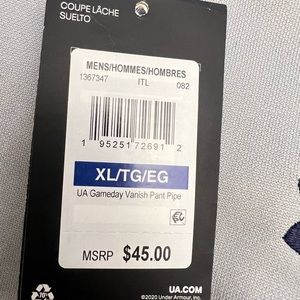 COUPE LÂCHE
SUELTO
MENS/HOMMES/HOMBRES
1367347 ITL 082
1 95251 72691 2
XL/TG/EG
UA Gameday Vanish Pant Pipe
MSRP $45.00
UA.COM
©2020 Under Armour, Inc.